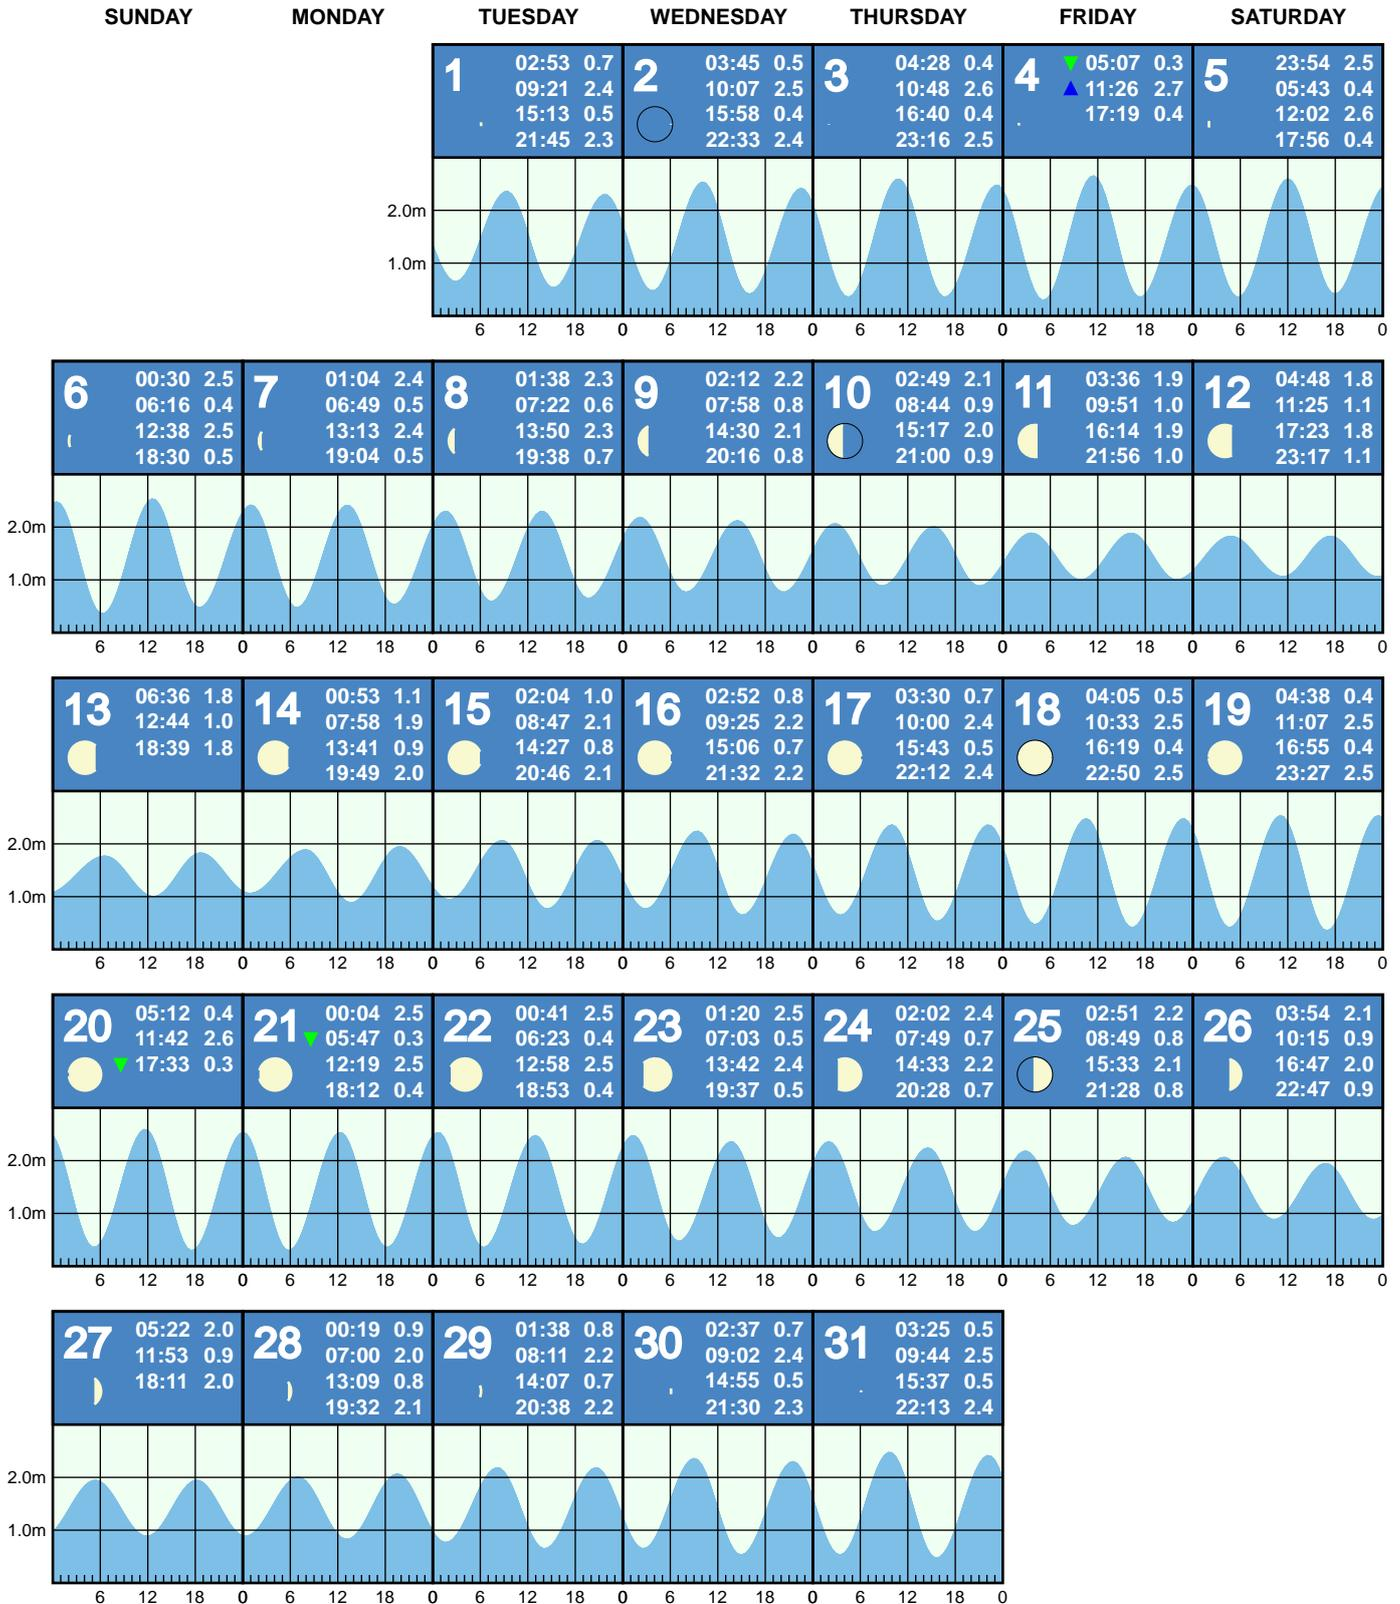 SUNDAY MONDAY TUESDAY WEDNESDAY THURSDAY FRIDAY SATURDAY
1 02:53 0.7
09:21 2.4
15:13 0.5
21:45 2.3
2 03:45 0.5
10:07 2.5
15:58 0.4
22:33 2.4
3 04:28 0.4
10:48 2.6
16:40 0.4
23:16 2.5
4 05:07 0.3
11:26 2.7
17:19 0.4
5 23:54 2.5
05:43 0.4
12:02 2.6
17:56 0.4
2.0m
1.0m
6 12 18 0 6 12 18 0 6 12 18 0 6 12 18 0 6 12 18 0
6 00:30 2.5
06:16 0.4
12:38 2.5
18:30 0.5
7 01:04 2.4
06:49 0.5
13:13 2.4
19:04 0.5
8 01:38 2.3
07:22 0.6
13:50 2.3
19:38 0.7
9 02:12 2.2
07:58 0.8
14:30 2.1
20:16 0.8
10 02:49 2.1
08:44 0.9
15:17 2.0
21:00 0.9
11 03:36 1.9
09:51 1.0
16:14 1.9
21:56 1.0
12 04:48 1.8
11:25 1.1
17:23 1.8
23:17 1.1
2.0m
1.0m
6 12 18 0 6 12 18 0 6 12 18 0 6 12 18 0 6 12 18 0 6 12 18 0 6 12 18 0
13 06:36 1.8
12:44 1.0
18:39 1.8
14 00:53 1.1
07:58 1.9
13:41 0.9
19:49 2.0
15 02:04 1.0
08:47 2.1
14:27 0.8
20:46 2.1
16 02:52 0.8
09:25 2.2
15:06 0.7
21:32 2.2
17 03:30 0.7
10:00 2.4
15:43 0.5
22:12 2.4
18 04:05 0.5
10:33 2.5
16:19 0.4
22:50 2.5
19 04:38 0.4
11:07 2.5
16:55 0.4
23:27 2.5
2.0m
1.0m
6 12 18 0 6 12 18 0 6 12 18 0 6 12 18 0 6 12 18 0 6 12 18 0 6 12 18 0
20 05:12 0.4
11:42 2.6
17:33 0.3
21 00:04 2.5
05:47 0.3
12:19 2.5
18:12 0.4
22 00:41 2.5
06:23 0.4
12:58 2.5
18:53 0.4
23 01:20 2.5
07:03 0.5
13:42 2.4
19:37 0.5
24 02:02 2.4
07:49 0.7
14:33 2.2
20:28 0.7
25 02:51 2.2
08:49 0.8
15:33 2.1
21:28 0.8
26 03:54 2.1
10:15 0.9
16:47 2.0
22:47 0.9
2.0m
1.0m
6 12 18 0 6 12 18 0 6 12 18 0 6 12 18 0 6 12 18 0 6 12 18 0 6 12 18 0
27 05:22 2.0
11:53 0.9
18:11 2.0
28 00:19 0.9
07:00 2.0
13:09 0.8
19:32 2.1
29 01:38 0.8
08:11 2.2
14:07 0.7
20:38 2.2
30 02:37 0.7
09:02 2.4
14:55 0.5
21:30 2.3
31 03:25 0.5
09:44 2.5
15:37 0.5
22:13 2.4
2.0m
1.0m
6 12 18 0 6 12 18 0 6 12 18 0 6 12 18 0 6 12 18 0